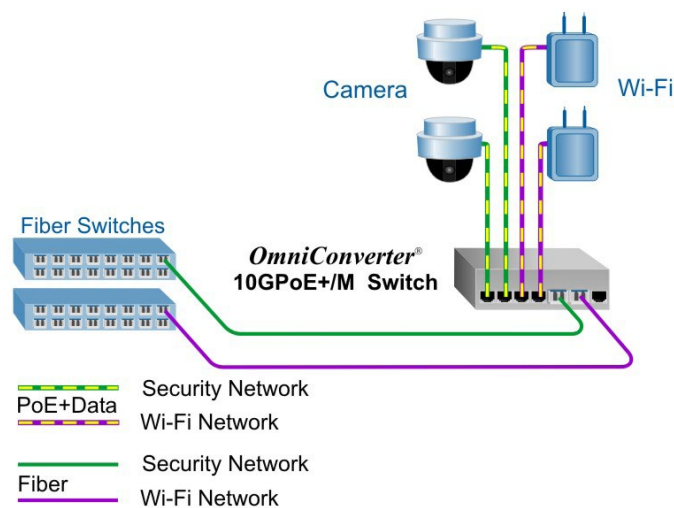 Camera
Wi-Fi
Fiber Switches
OmniConverter®
10GPoE+/M Switch
Security Network
PoE+Data
Wi-Fi Network
Security Network
Fiber
Wi-Fi Network